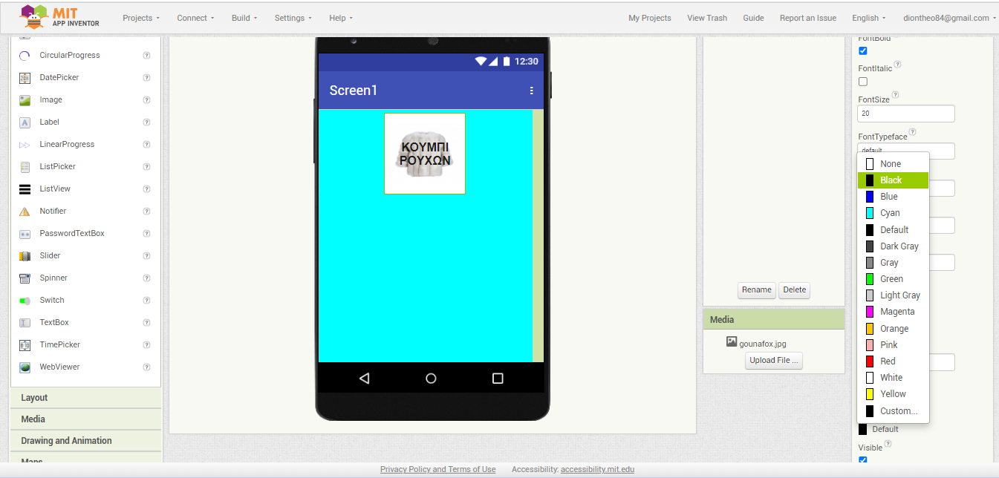 MIT
APP INVENTOR
Projects
Connect
Build
Settings
Help
My Projects
View Trash
Guide
Report an Issue
English
diontheo84@gmail.com
CircularProgress
DatePicker
Image
Label
LinearProgress
ListPicker
ListView
Notifier
PasswordTextBox
Slider
Spinner
Switch
TextBox
TimePicker
WebViewer
Layout
Media
Drawing and Animation
Maps
12:30
Screen1
ΚΟΥΜΠΙ
ΡΟΥΧΩΝ
Rename
Delete
Media
gounafox.jpg
Upload File ...
FontBold
FontItalic
FontSize
20
FontTypeface
default
None
Black
Blue
Cyan
Default
Dark Gray
Gray
Green
Light Gray
Magenta
Orange
Pink
Red
White
Yellow
Custom...
Default
Visible
Privacy Policy and Terms of Use
Accessibility: accessibility.mit.edu